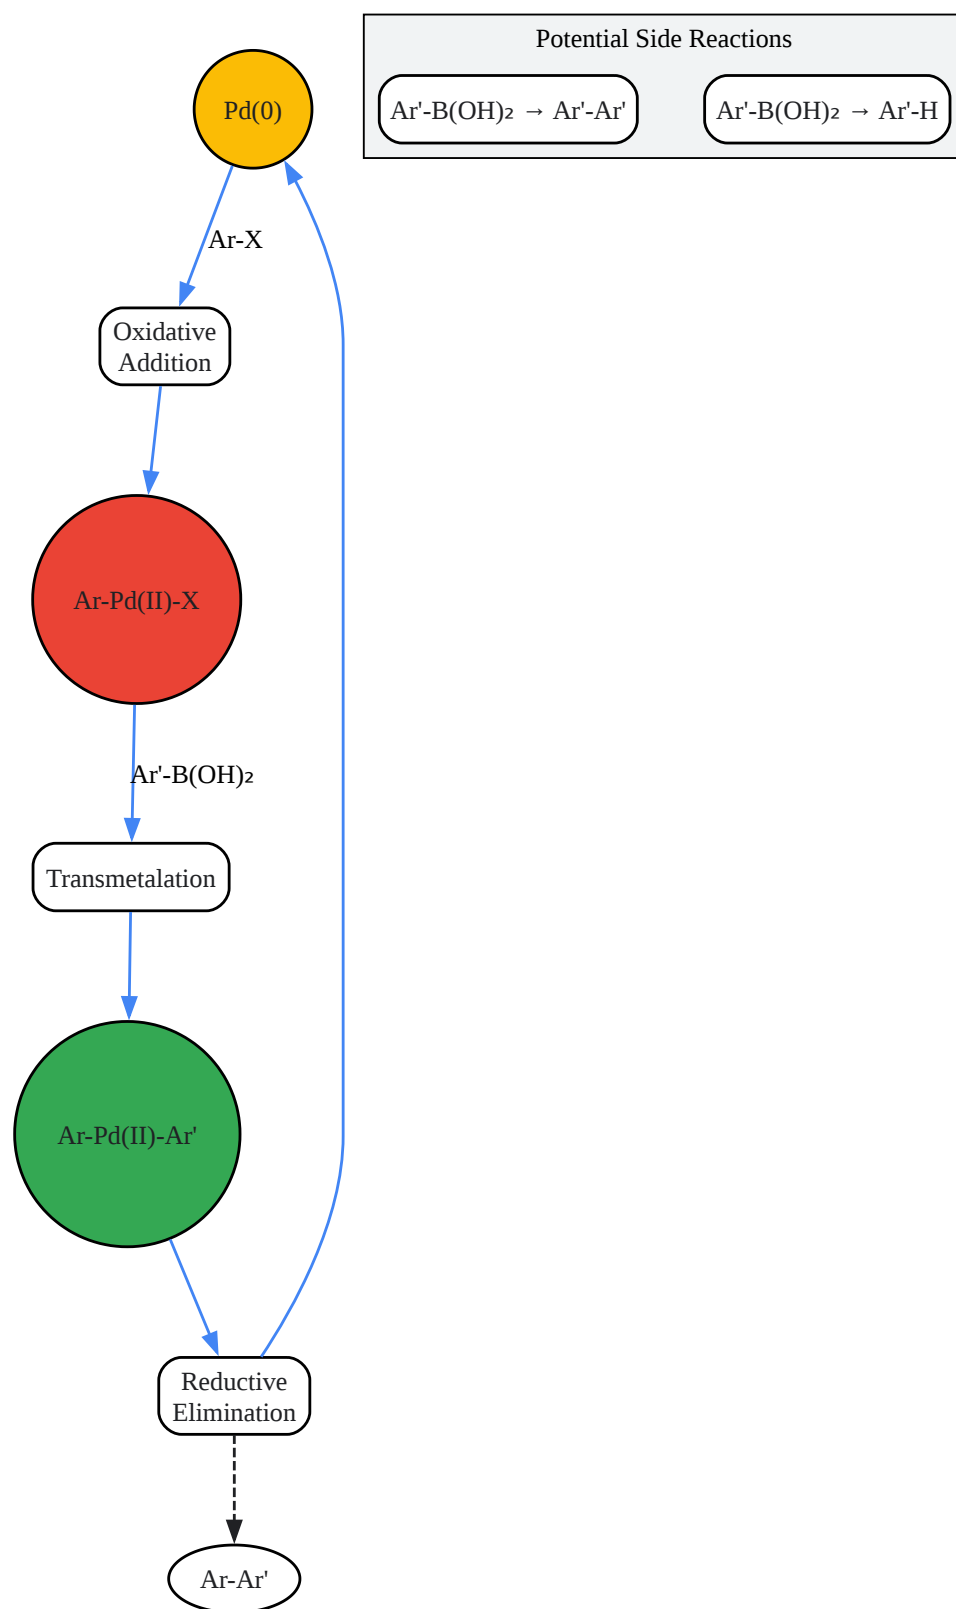 Potential Side Reactions
Pd(0)
Ar'-B(OH)₂ → Ar'-Ar'
Ar'-B(OH)₂ → Ar'-H
Ar-X
Oxidative
Addition
Ar-Pd(II)-X
Ar'-B(OH)₂
Transmetalation
Ar-Pd(II)-Ar'
Reductive
Elimination
Ar-Ar'